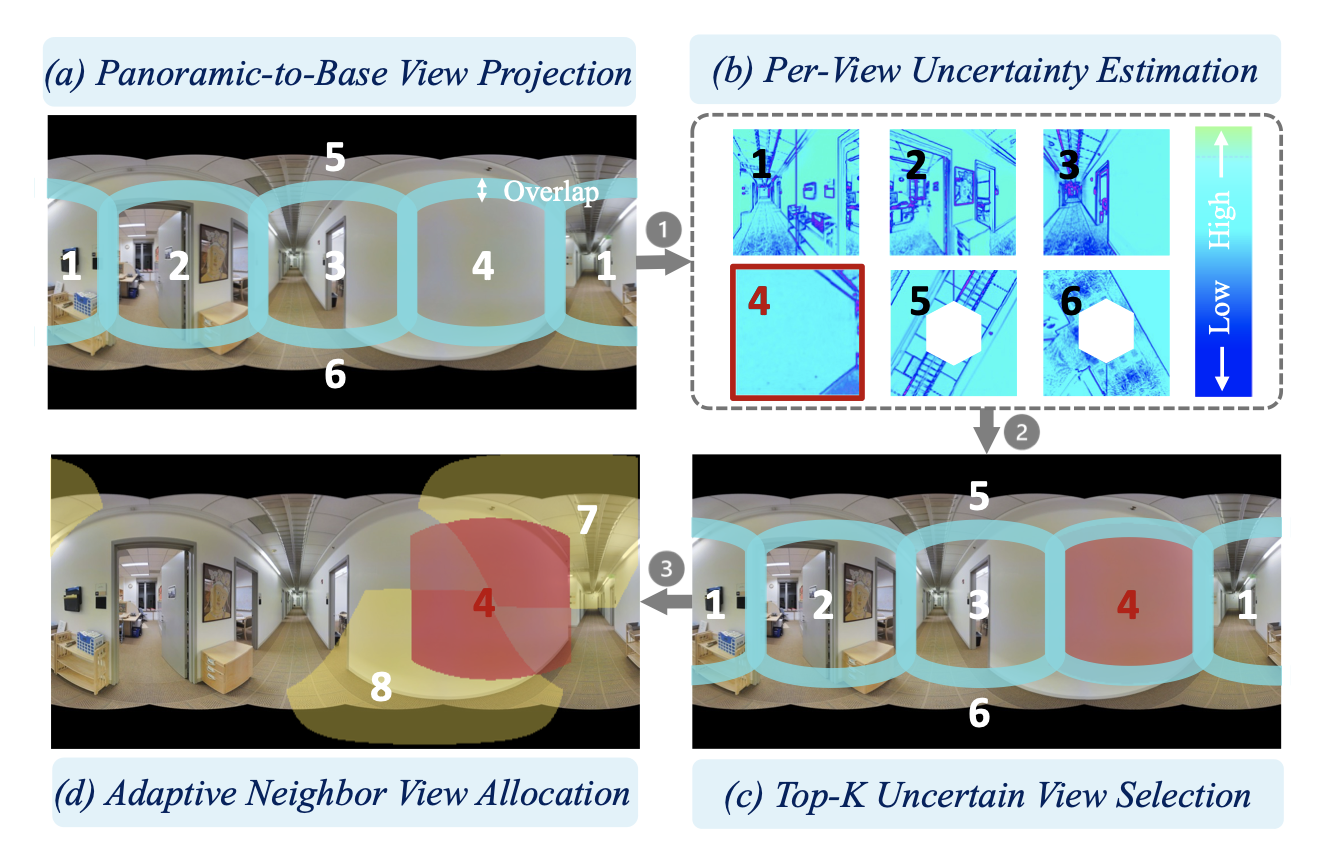 (a) Panoramic-to-Base View Projection
5
Overlap
1 2 3 4 1
6
1
(b) Per-View Uncertainty Estimation
1 2 3
4 5 6
High
Low
2
5
1 2 3 4 1
6
(c) Top-K Uncertain View Selection
3
7
4
8
(d) Adaptive Neighbor View Allocation